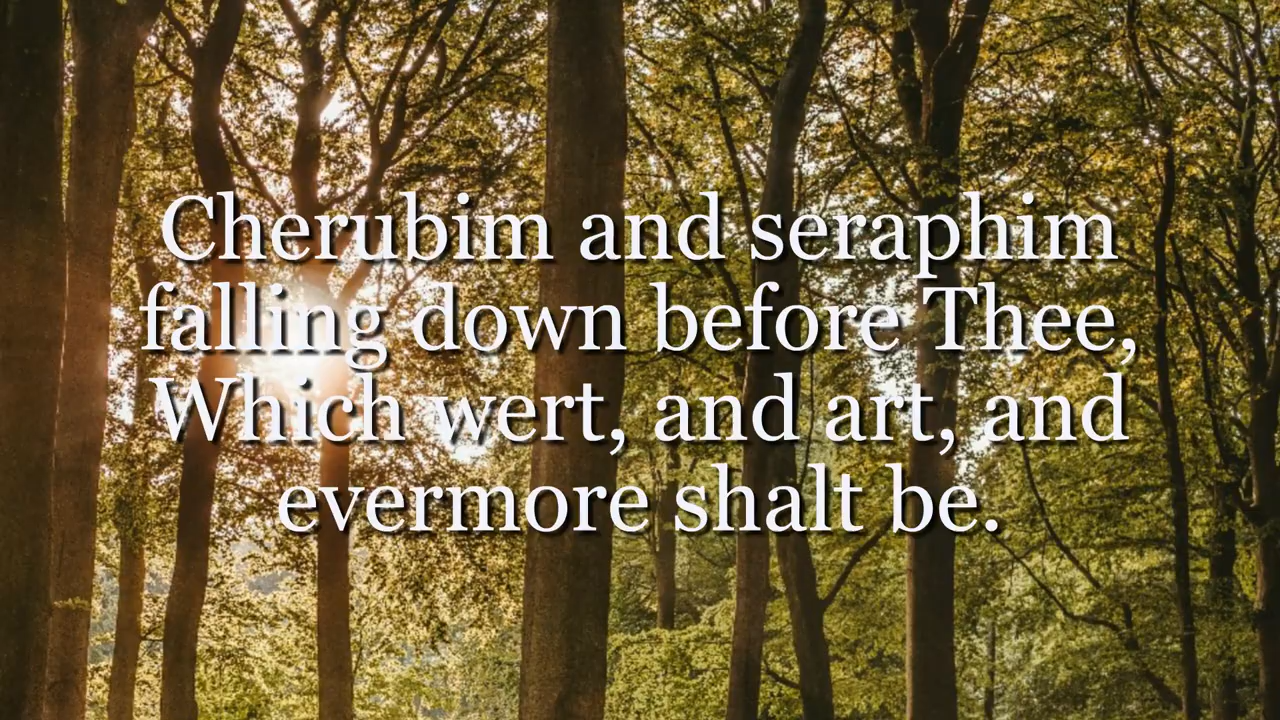 Cherubim and seraphim
falling down before Thee,
Which wert, and art, and
evermore shalt be.